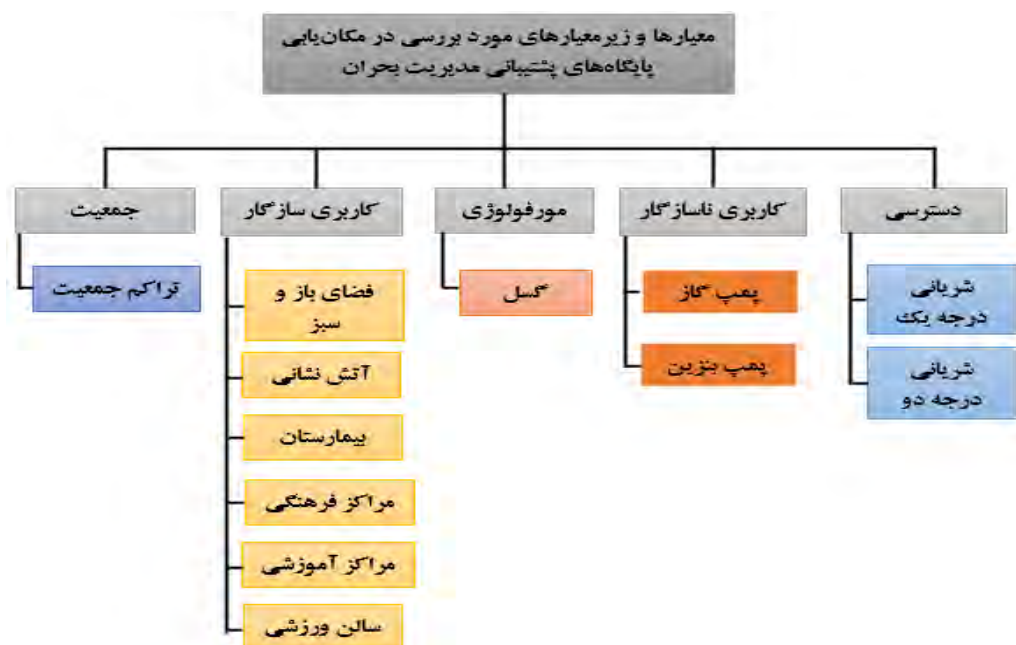 معیارها و زیرمعیارهای مورد بررسی در مکان‌یابی
پایگاه‌های پشتیبانی مدیریت بحران
دسترسی
شریانی
درجه یک
شریانی
درجه دو
کاربری ناسازگار
پمپ گاز
پمپ بنزین
مورفولوژی
گسل
کاربری سازگار
فضای باز و
سبز
آتش نشانی
بیمارستان
مراکز فرهنگی
مراکز آموزشی
سالن ورزشی
جمعیت
تراکم جمعیت